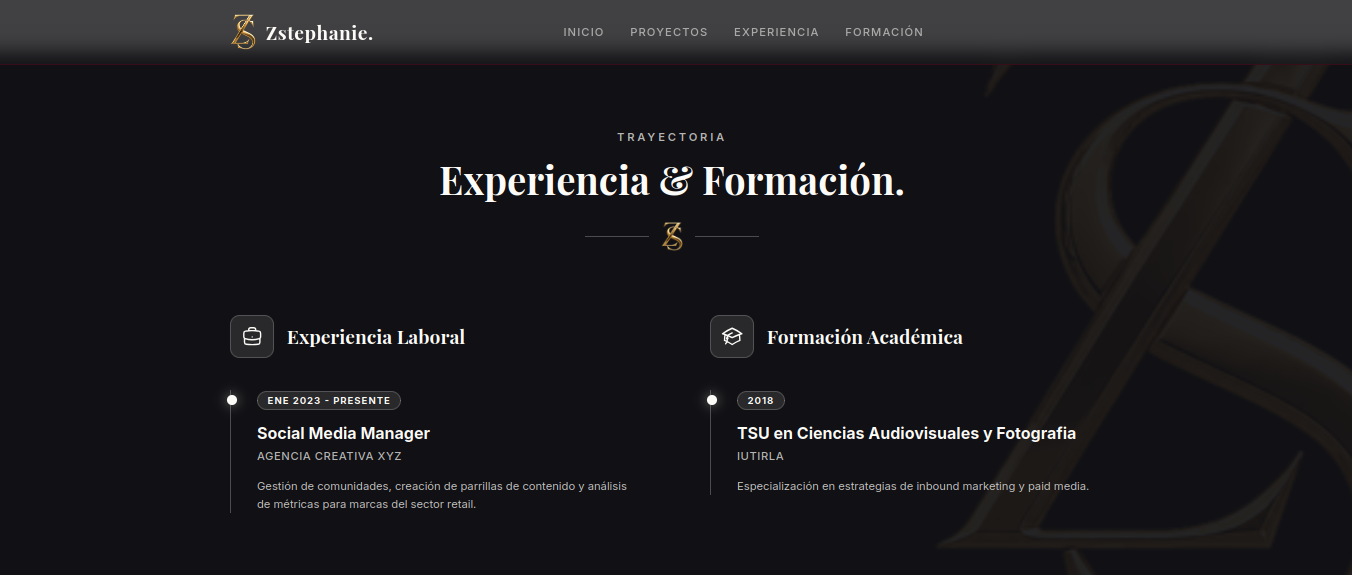 Zstephanie.
INICIO PROYECTOS EXPERIENCIA FORMACIÓN
TRAYECTORIA
Experiencia & Formación.
Experiencia Laboral
ENE 2023 - PRESENTE
Social Media Manager
AGENCIA CREATIVA XYZ
Gestión de comunidades, creación de parrillas de contenido y análisis
de métricas para marcas del sector retail.
Formación Académica
2018
TSU en Ciencias Audiovisuales y Fotografia
IUTIRLA
Especialización en estrategias de inbound marketing y paid media.